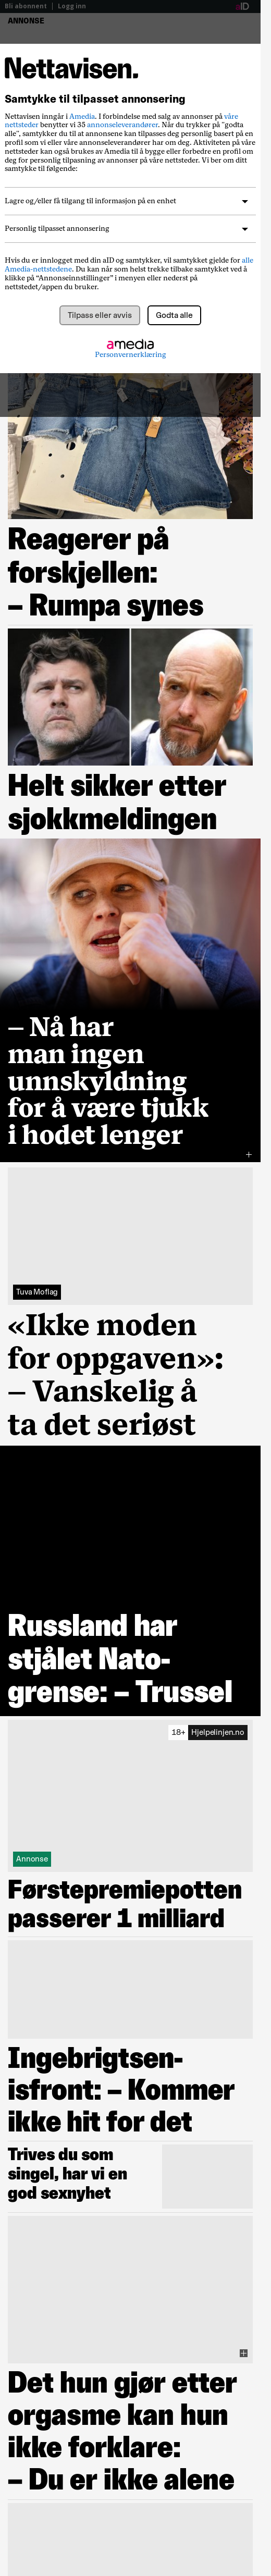 Bli abonnent | Logg inn
aID
ANNONSE
Nettavisen.
Samtykke til tilpasset annonsering
Nettavisen inngår i Amedia. I forbindelse med salg av annonser på våre
nettsteder benytter vi 35 annonseleverandører. Når du trykker på "godta
alle", samtykker du til at annonsene kan tilpasses deg personlig basert på en
profil som vi eller våre annonseleverandører har om deg. Aktiviteten din på våre
nettsteder kan også brukes av Amedia til å bygge eller forbedre en profil om
deg for personlig tilpasning av annonser på våre nettsteder. Vi ber om ditt
samtykke til følgende:
Lagre og/eller få tilgang til informasjon på en enhet
Personlig tilpasset annonsering
Hvis du er innlogget med din aID og samtykker, vil samtykket gjelde for alle
Amedia-nettstedene. Du kan når som helst trekke tilbake samtykket ved å
klikke på “Annonseinnstillinger” i menyen eller nederst på
nettstedet/appen du bruker.
Tilpass eller avvis
Godta alle
amedia
Personvernerklæring
Reagerer på
forskjellen:
– Rumpa synes
Helt sikker etter
sjokkmeldingen
– Nå har
man ingen
unnskyldning
for å være tjukk
i hodet lenger
Tuva Moflag
«Ikke moden
for oppgaven»:
– Vanskelig å
ta det seriøst
Russland har
stjålet Nato-
grense: – Trussel
18+ Hjelpelinjen.no
Annonse
Førstepremiepotten
passerer 1 milliard
Ingebrigtsen-
isfront: – Kommer
ikke hit for det
Trives du som
singel, har vi en
god sexnyhet
Det hun gjør etter
orgasme kan hun
ikke forklare:
– Du er ikke alene